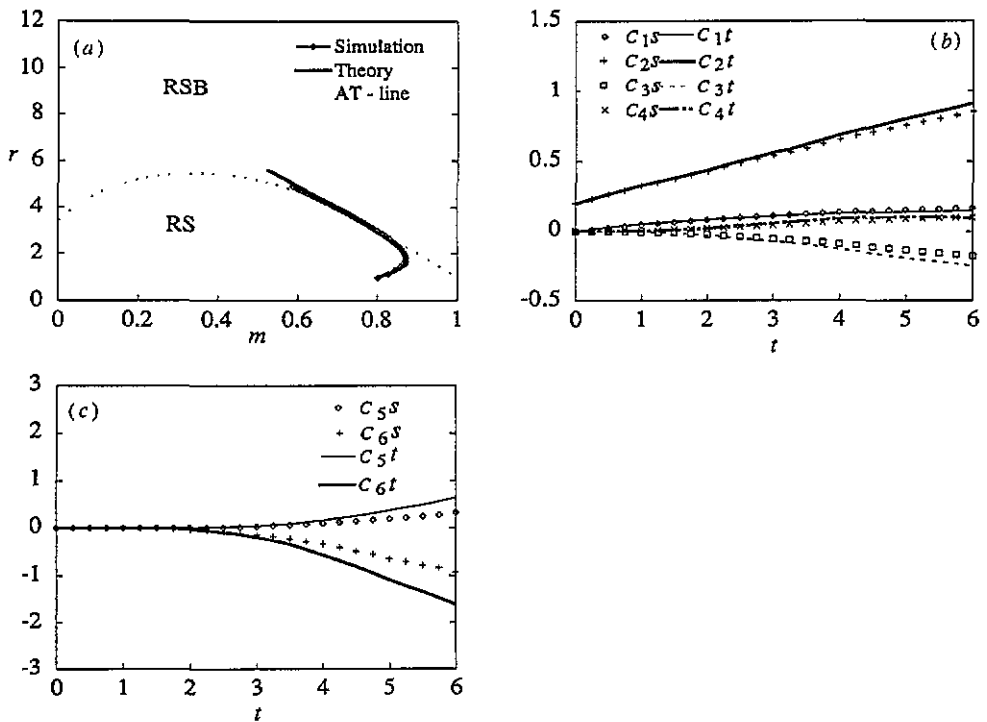 (a)
12
10
8
6
4
2
0
r
RSB
RS
Simulation
Theory
AT - line
0 0.2 0.4 0.6 0.8 1
m
(b)
1.5
1
0.5
0
-0.5
C1s C1t
C2s C2t
C3s C3t
C4s C4t
0 1 2 3 4 5 6
t
(c)
3
2
1
0
-1
-2
-3
C5s
C6s
C5t
C6t
0 1 2 3 4 5 6
t